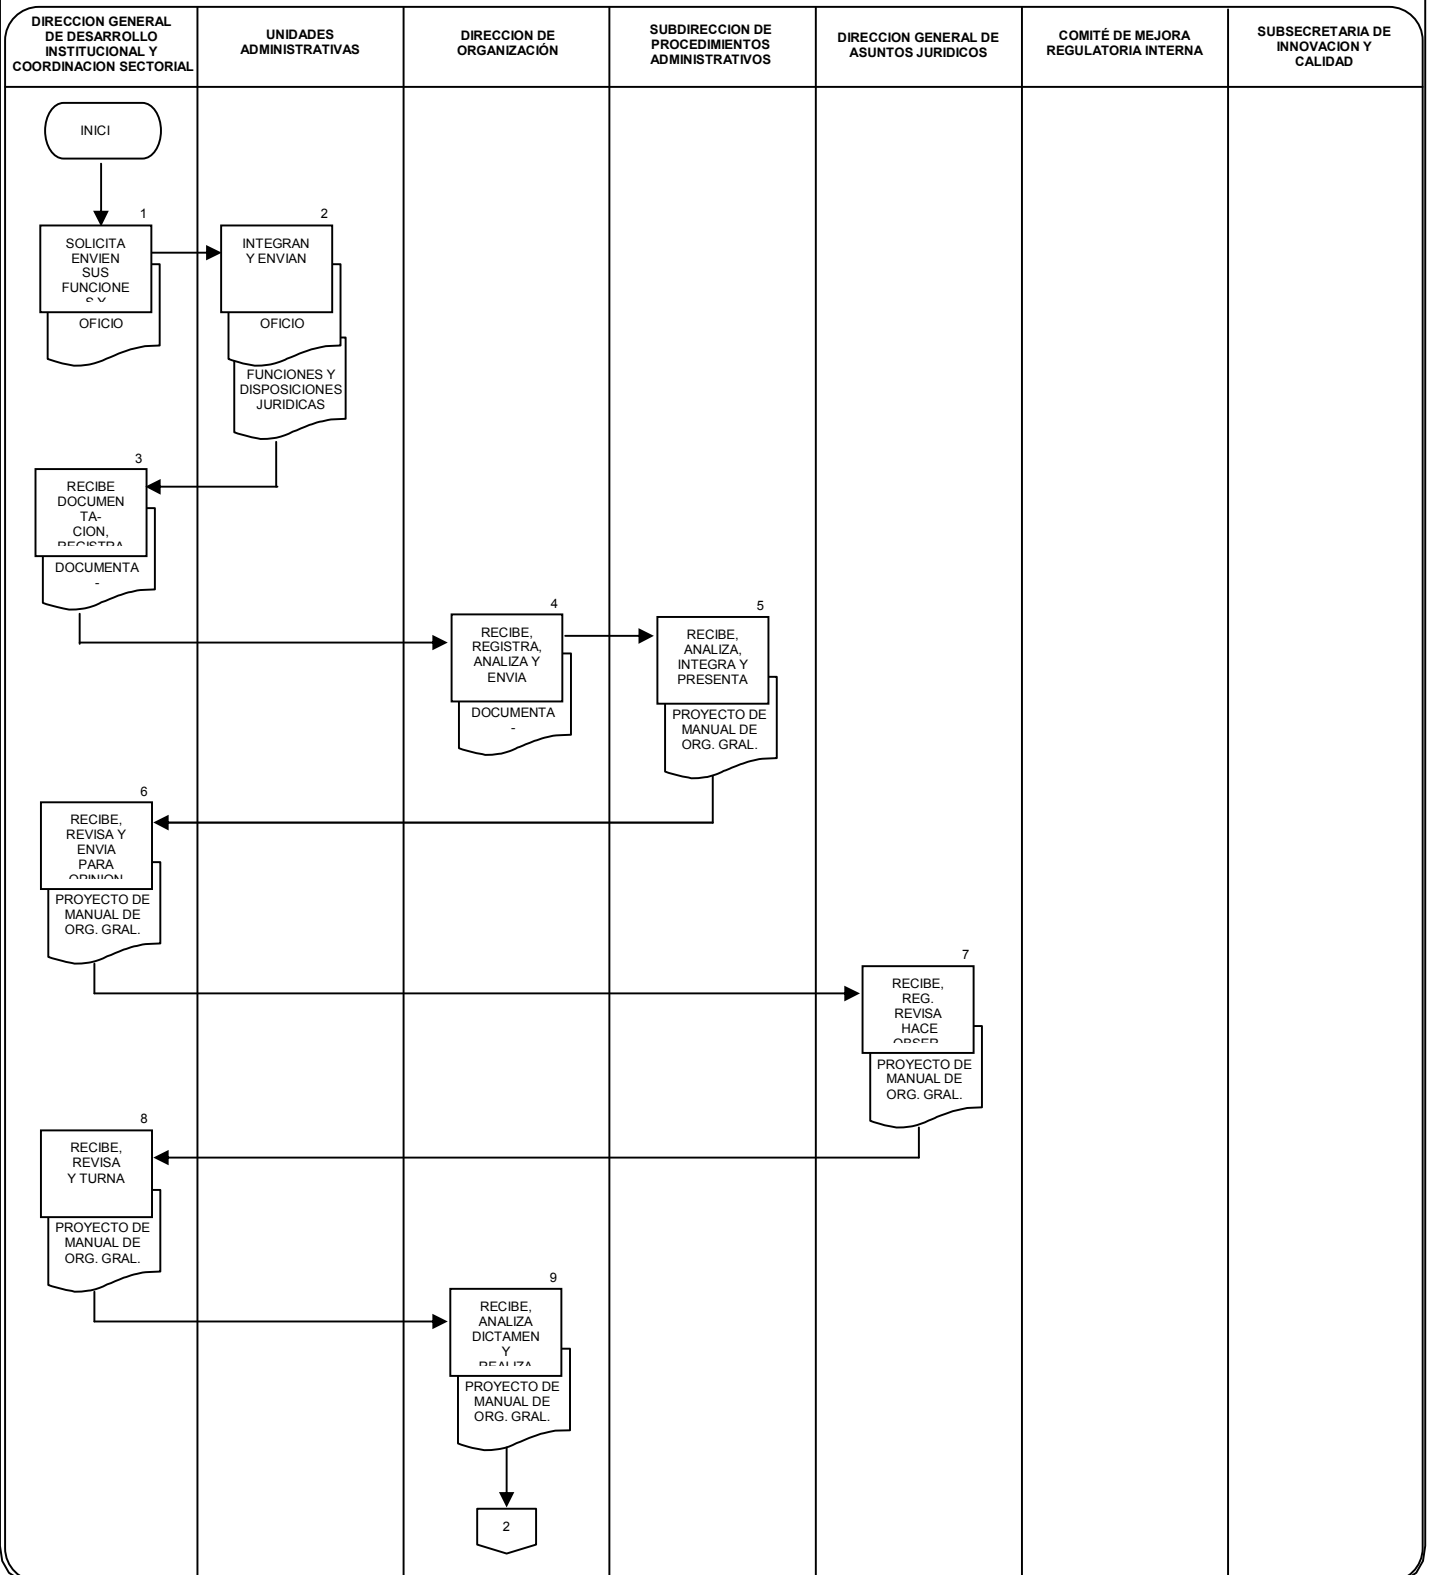 DIRECCION GENERAL
DE DESARROLLO
INSTITUCIONAL Y
COORDINACION SECTORIAL
UNIDADES
ADMINISTRATIVAS
DIRECCION DE
ORGANIZACIÓN
SUBDIRECCION DE
PROCEDIMIENTOS
ADMINISTRATIVOS
DIRECCION GENERAL DE
ASUNTOS JURIDICOS
COMITÉ DE MEJORA
REGULATORIA INTERNA
SUBSECRETARIA DE
INNOVACION Y
CALIDAD
INICI
1
SOLICITA
ENVIEN
SUS
FUNCIONE
S Y
OFICIO
2
INTEGRAN
Y ENVIAN
OFICIO
FUNCIONES Y
DISPOSICIONES
JURIDICAS
3
RECIBE
DOCUMEN
TA-
CION,
REGISTRA
DOCUMENTA
-
4
RECIBE,
REGISTRA,
ANALIZA Y
ENVIA
DOCUMENTA
-
5
RECIBE,
ANALIZA,
INTEGRA Y
PRESENTA
PROYECTO DE
MANUAL DE
ORG. GRAL.
6
RECIBE,
REVISA Y
ENVIA
PARA
OPINION
PROYECTO DE
MANUAL DE
ORG. GRAL.
7
RECIBE,
REG.
REVISA
HACE
OBSER
PROYECTO DE
MANUAL DE
ORG. GRAL.
8
RECIBE,
REVISA
Y TURNA
PROYECTO DE
MANUAL DE
ORG. GRAL.
9
RECIBE,
ANALIZA
DICTAMEN
Y
REALIZA
PROYECTO DE
MANUAL DE
ORG. GRAL.
2